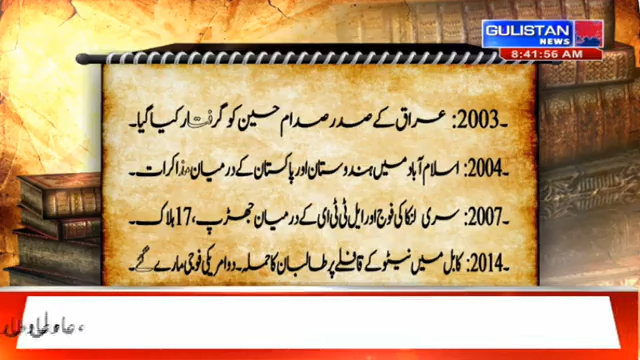 GULISTAN
NEWS
8:41:56 AM
۔2003: عراق کے صدر صدام حسین کو گرفتار کیا گیا۔
۔2004: اسلام آباد میں ہندوستان اور پاکستان کے درمیان مذاکرات۔
۔2007: سری لنکا کی فوج اور ایل ٹی ٹی ای کے درمیان جھڑپ، 17 ہلاک۔
۔2014: کابل میں نیٹو کے قافلے پر طالبان کا حملہ۔ دو امریکی فوجی مارے گئے